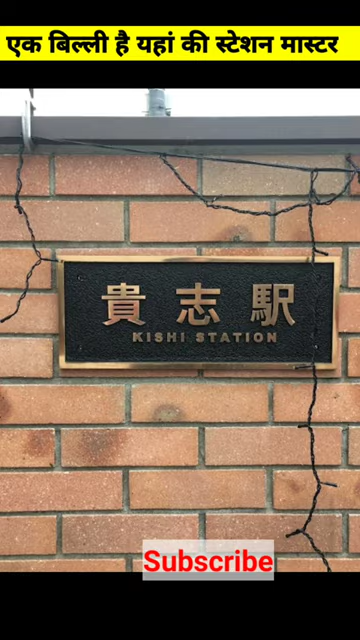 एक बिल्ली है यहां की स्टेशन मास्टर
貴志駅
KISHI STATION
Subscribe